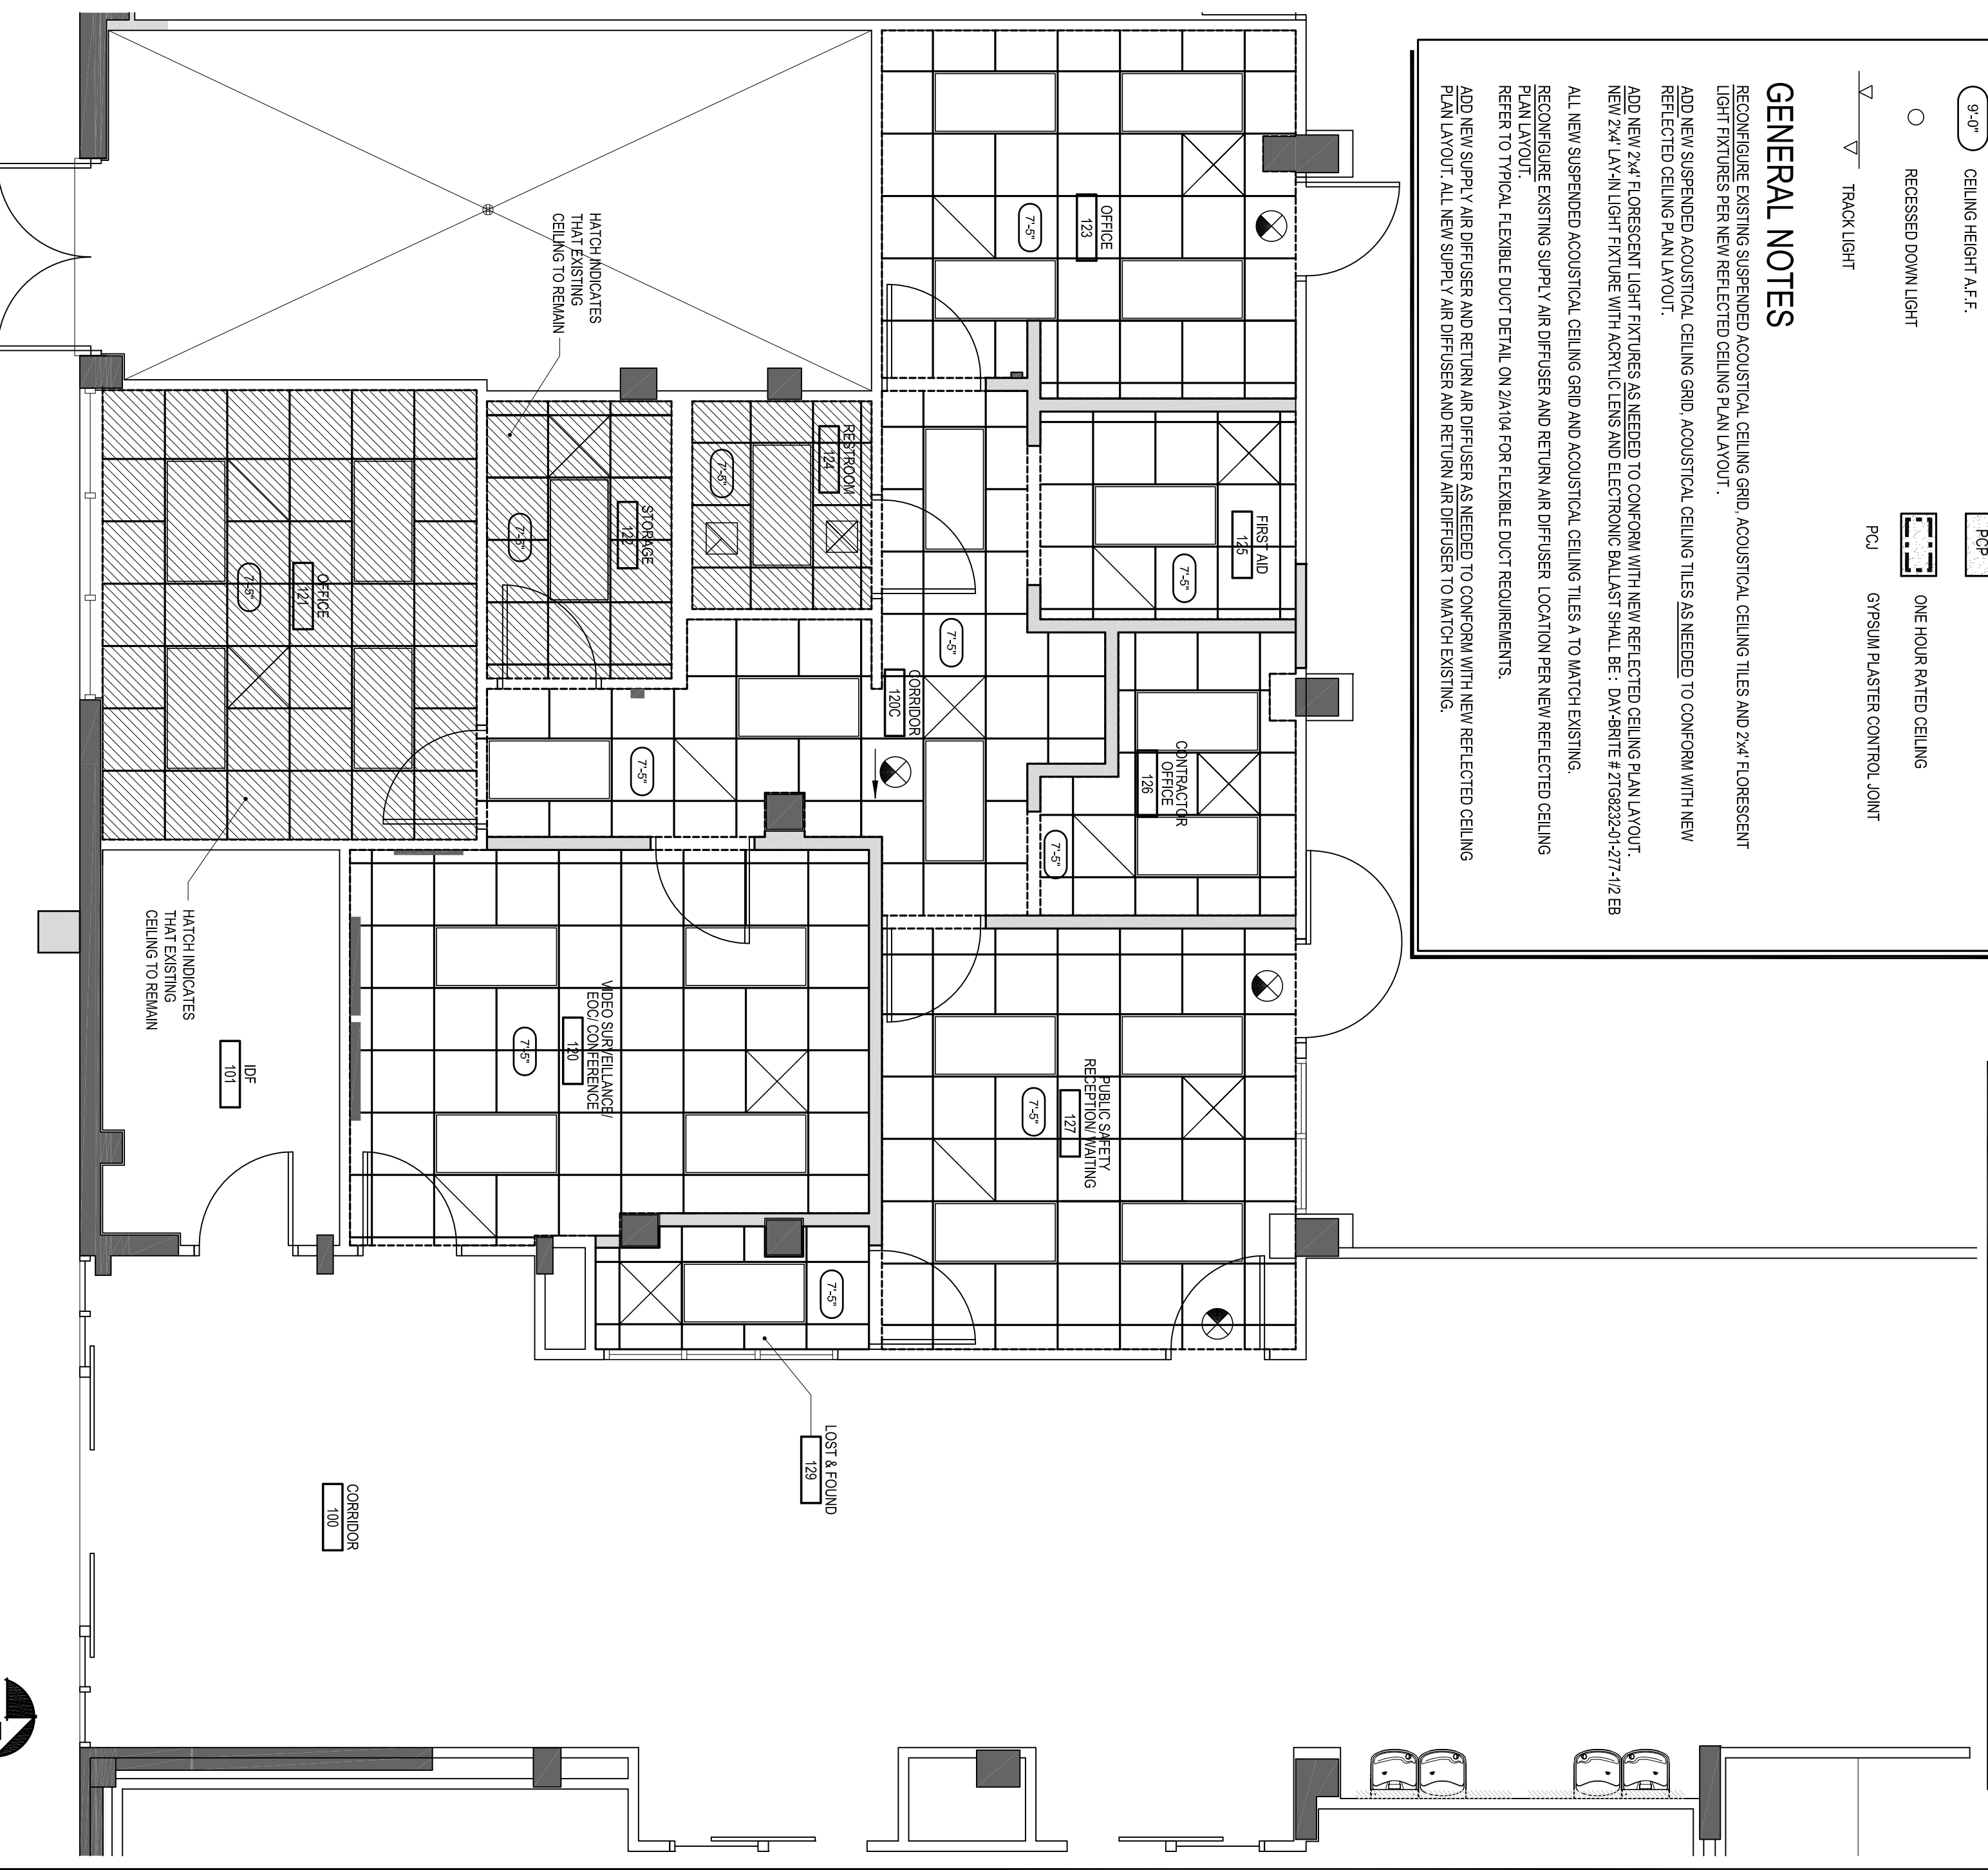 9'-0"
CEILING HEIGHT A.F.F.
PCP
RECESSED DOWN LIGHT
ONE HOUR RATED CEILING
TRACK LIGHT
PCJ
GYPSUM PLASTER CONTROL JOINT
GENERAL NOTES
RECONFIGURE EXISTING SUSPENDED ACOUSTICAL CEILING GRID, ACOUSTICAL CEILING TILES AND 2'x4' FLORESCENT
LIGHT FIXTURES PER NEW REFLECTED CEILING PLAN LAYOUT .
ADD NEW SUSPENDED ACOUSTICAL CEILING GRID, ACOUSTICAL CEILING TILES AS NEEDED TO CONFORM WITH NEW
REFLECTED CEILING PLAN LAYOUT.
ADD NEW 2'x4' FLORESCENT LIGHT FIXTURES AS NEEDED TO CONFORM WITH NEW REFLECTED CEILING PLAN LAYOUT.
NEW 2'x4' LAY-IN LIGHT FIXTURE WITH ACRYLIC LENS AND ELECTRONIC BALLAST SHALL BE : DAY-BRITE # 2TG8232-01-277-1/2 EB
ALL NEW SUSPENDED ACOUSTICAL CEILING GRID AND ACOUSTICAL CEILING TILES A TO MATCH EXISTING.
RECONFIGURE EXISTING SUPPLY AIR DIFFUSER AND RETURN AIR DIFFUSER LOCATION PER NEW REFLECTED CEILING
PLAN LAYOUT.
REFER TO TYPICAL FLEXIBLE DUCT DETAIL ON 2/A104 FOR FLEXIBLE DUCT REQUIREMENTS.
ADD NEW SUPPLY AIR DIFFUSER AND RETURN AIR DIFFUSER AS NEEDED TO CONFORM WITH NEW REFLECTED CEILING
PLAN LAYOUT. ALL NEW SUPPLY AIR DIFFUSER AND RETURN AIR DIFFUSER TO MATCH EXISTING.
OFFICE
123
7'-5"
FIRST AID
125
7'-5"
CONTRACTOR
OFFICE
126
7'-5"
PUBLIC SAFETY
RECEPTION/ WAITING
127
7'-5"
CORRIDOR
120C
7'-5"
7'-5"
RESTROOM
124
7'-5"
STORAGE
122
7'-5"
HATCH INDICATES
THAT EXISTING
CEILING TO REMAIN
LOST & FOUND
129
7'-5"
VIDEO SURVEILLANCE/
EOC/ CONFERENCE
120
7'-5"
OFFICE
121
7'-5"
CORRIDOR
100
IDF
101
HATCH INDICATES
THAT EXISTING
CEILING TO REMAIN